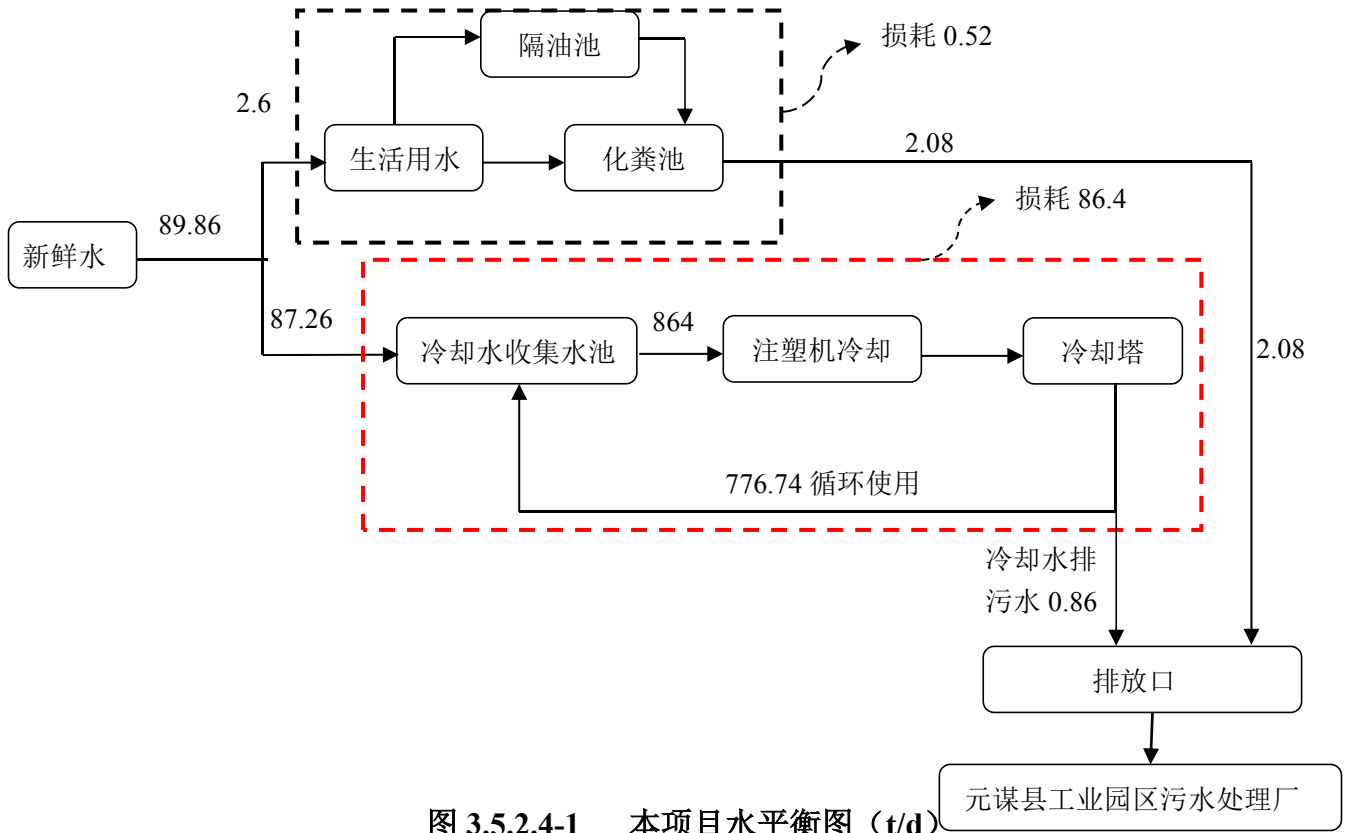 隔油池
损耗 0.52
2.6
生活用水
化粪池
2.08
损耗 86.4
89.86
新鲜水
87.26
冷却水收集水池
864
注塑机冷却
冷却塔
2.08
776.74 循环使用
冷却水排
污水 0.86
排放口
元谋县工业园区污水处理厂
图 3.5.2.4-1 本项目水平衡图（t/d）